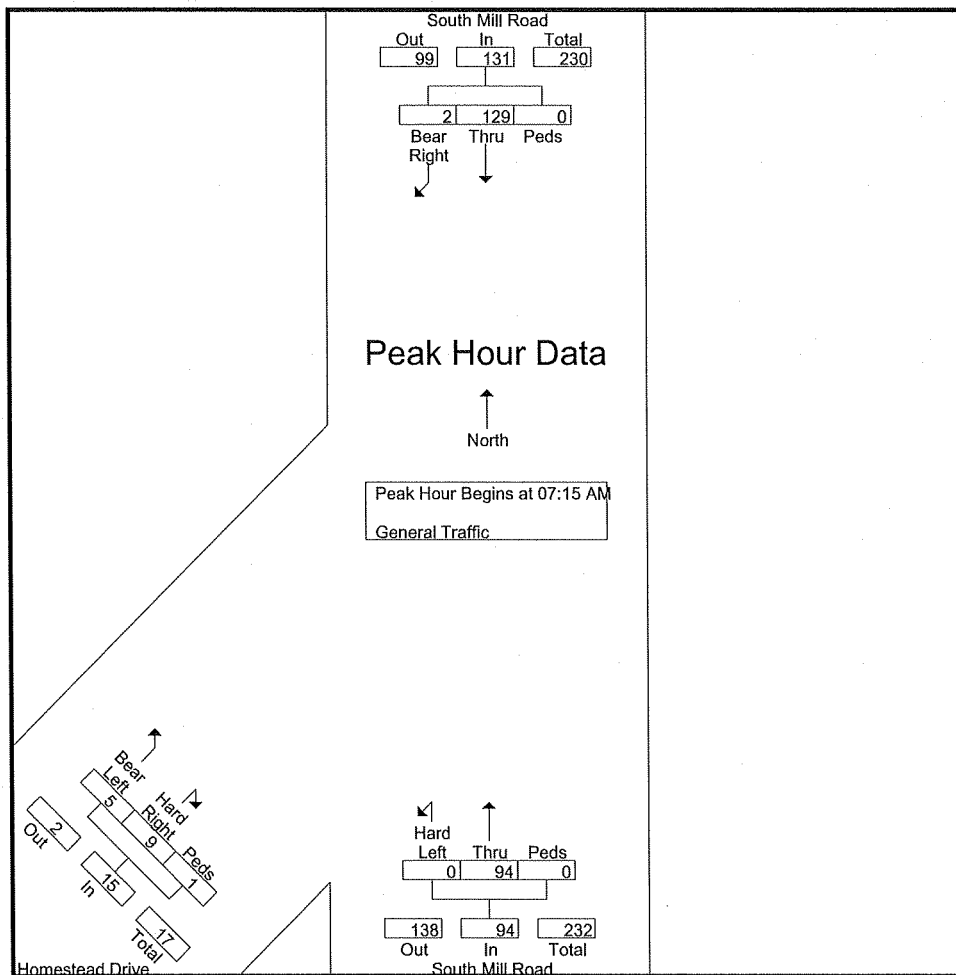 South Mill Road
Out In Total
99 131 230
2 129 0
Bear Right Thru Peds
Peak Hour Data
North
Peak Hour Begins at 07:15 AM
General Traffic
Bear Left Hard Right Peds
5 9 1
2 15 17
Out In Total
Homestead Drive
Hard Left Thru Peds
0 94 0
138 94 232
Out In Total
South Mill Road